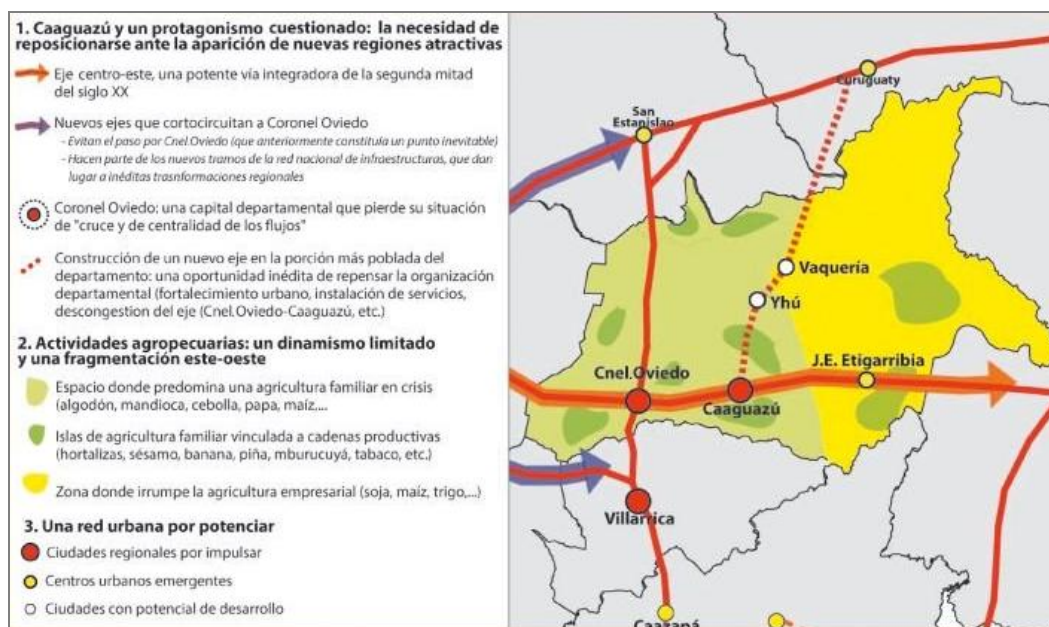 1. Caaguazú y un protagonismo cuestionado: la necesidad de
reposicionarse ante la aparición de nuevas regiones atractivas
Eje centro-este, una potente vía integradora de la segunda mitad
del siglo XX
Nuevos ejes que cortocircuitan a Coronel Oviedo
- Evitan el paso por Cnel.Oviedo (que anteriormente constituía un punto inevitable)
- Hacen parte de los nuevos tramos de la red nacional de infraestructuras, que dan
lugar a inéditas trasnformaciones regionales
Coronel Oviedo: una capital departamental que pierde su situación
de "cruce y de centralidad de los flujos"
Construcción de un nuevo eje en la porción más poblada del
departamento: una oportunidad inédita de repensar la organización
departamental (fortalecimiento urbano, instalación de servicios,
descongestion del eje (Cnel.Oviedo-Caaguazú, etc.)
2. Actividades agropecuarias: un dinamismo limitado
y una fragmentación este-oeste
Espacio donde predomina una agricultura familiar en crisis
(algodón, mandioca, cebolla, papa, maíz,...
Islas de agricultura familiar vinculada a cadenas productivas
(hortalizas, sésamo, banana, piña, mburucuyá, tabaco, etc.)
Zona donde irrumpe la agricultura empresarial (soja, maíz, trigo,...)
3. Una red urbana por potenciar
Ciudades regionales por impulsar
Centros urbanos emergentes
Ciudades con potencial de desarrollo
Curuguaty
San
Estanislao
Vaquería
Yhú
J.E. Etigarribia
Cnel.Oviedo
Caaguazú
Villarrica
Caazapá